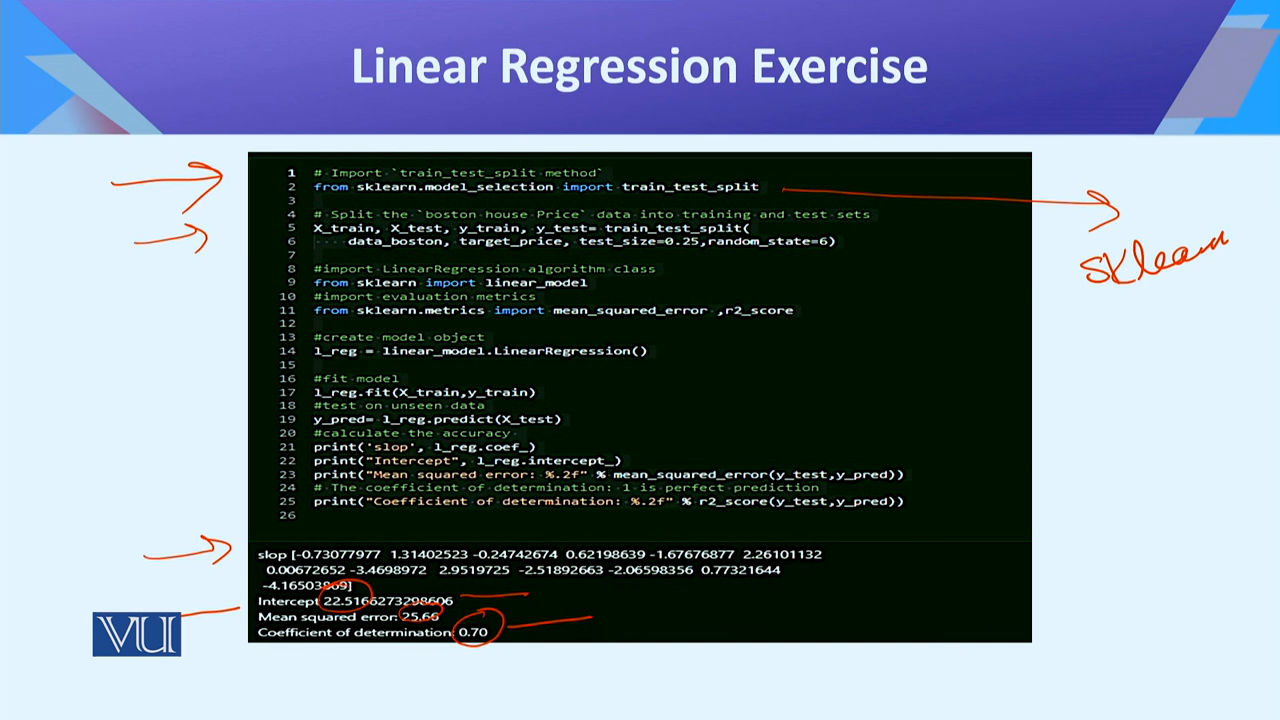 Linear Regression Exercise
1 # Import `train_test_split method`
2 from sklearn.model_selection import train_test_split
3
4 # Split the `boston house Price` data into training and test sets
5 X_train, X_test, y_train, y_test= train_test_split(
6 data_boston, target_price, test_size=0.25,random_state=6)
7
8 #import LinearRegression algorithm class
9 from sklearn import linear_model
10 #import evaluation metrics
11 from sklearn.metrics import mean_squared_error ,r2_score
12
13 #create model object
14 l_reg = linear_model.LinearRegression()
15
16 #fit model
17 l_reg.fit(X_train,y_train)
18 #test on unseen data
19 y_pred= l_reg.predict(X_test)
20 #calculate the accuracy
21 print('slop', l_reg.coef_)
22 print("Intercept", l_reg.intercept_)
23 print("Mean squared error: %.2f" % mean_squared_error(y_test,y_pred))
24 # The coefficient of determination: 1 is perfect prediction
25 print("Coefficient of determination: %.2f" % r2_score(y_test,y_pred))
26
SKlearn
slop [-0.73077977 1.31402523 -0.24742674 0.62198639 -1.67676877 2.26101132
0.00672652 -3.4698972 2.9519725 -2.51892663 -2.06598356 0.77321644
-4.16503869]
Intercept 22.5166273298606
Mean squared error: 25.66
Coefficient of determination: 0.70
VU